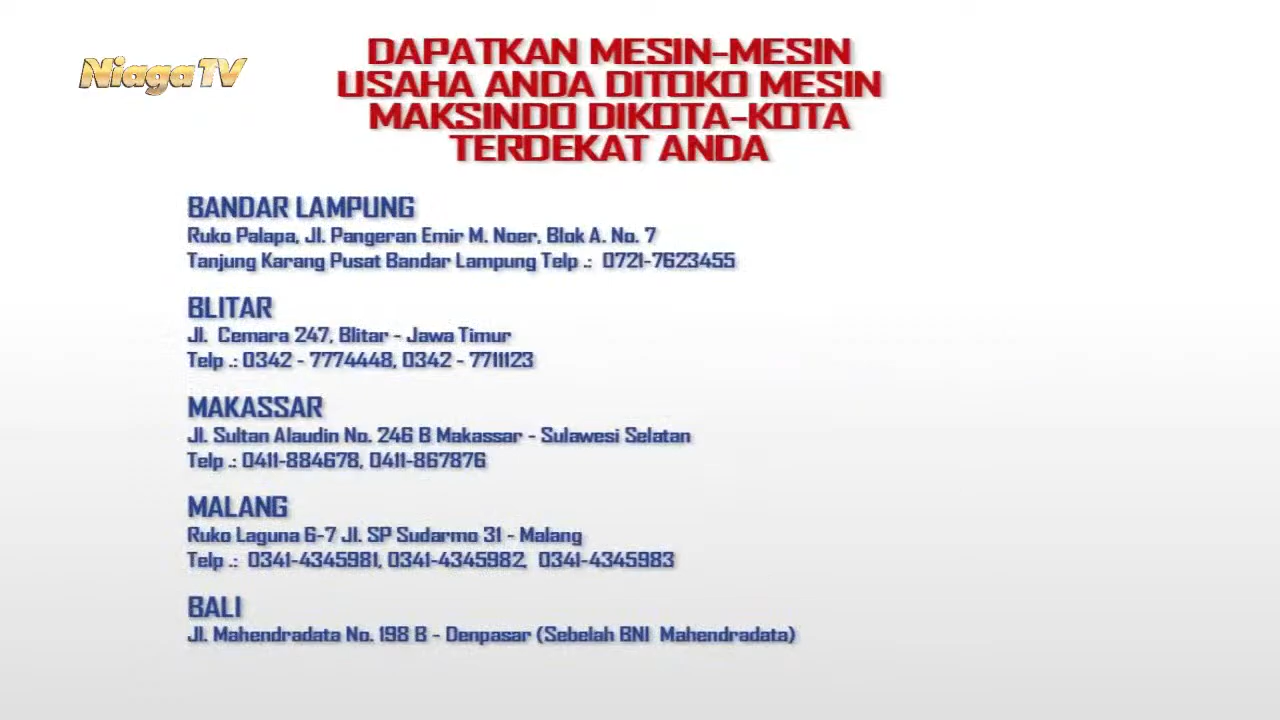 NiagaTV
DAPATKAN MESIN-MESIN
USAHA ANDA DITOKO MESIN
MAKSINDO DIKOTA-KOTA
TERDEKAT ANDA
BANDAR LAMPUNG
Ruko Palapa, Jl. Pangeran Emir M. Noer, Blok A. No. 7
Tanjung Karang Pusat Bandar Lampung Telp .: 0721-7623455
BLITAR
Jl. Cemara 247, Blitar - Jawa Timur
Telp .: 0342 - 7774448, 0342 - 7711123
MAKASSAR
Jl. Sultan Alaudin No. 246 B Makassar - Sulawesi Selatan
Telp .: 0411-884678, 0411-867876
MALANG
Ruko Laguna 6-7 Jl. SP Sudarmo 31 - Malang
Telp .: 0341-4345981, 0341-4345982, 0341-4345983
BALI
Jl. Mahendradata No. 198 B - Denpasar (Sebelah BNI Mahendradata)